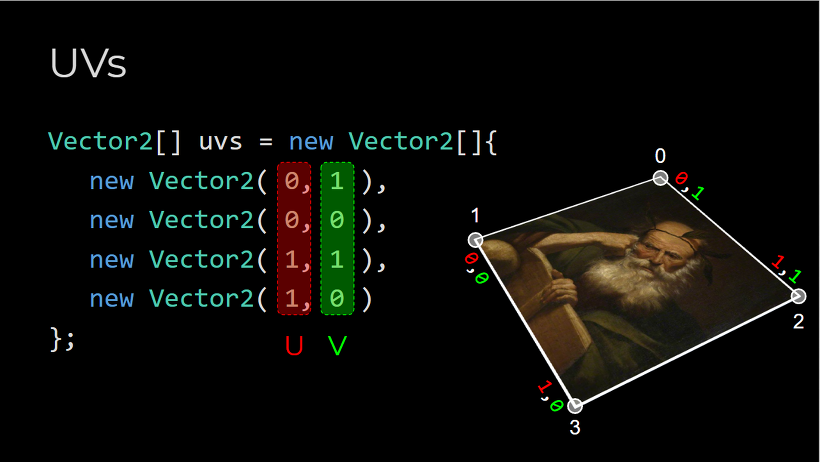 UVs
Vector2[] uvs = new Vector2[]{
new Vector2( 0, 1 ),
new Vector2( 0, 0 ),
new Vector2( 1, 1 ),
new Vector2( 1, 0 )
};
U V
0
0,1
1
0,0
1,1
2
1,0
3